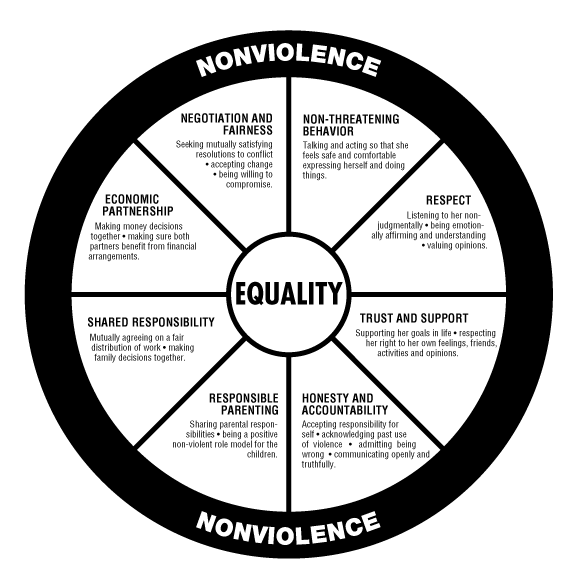 NONVIOLENCE
NEGOTIATION AND
FAIRNESS
Seeking mutually satisfying
resolutions to conflict
• accepting change
• being willing to
compromise.
NON-THREATENING
BEHAVIOR
Talking and acting so that she
feels safe and comfortable
expressing herself and doing
things.
ECONOMIC
PARTNERSHIP
Making money decisions
together • making sure both
partners benefit from financial
arrangements.
RESPECT
Listening to her non-
judgmentally • being emotion-
ally affirming and understanding
• valuing opinions.
EQUALITY
SHARED RESPONSIBILITY
Mutually agreeing on a fair
distribution of work • making
family decisions together.
TRUST AND SUPPORT
Supporting her goals in life • respecting
her right to her own feelings, friends,
activities and opinions.
RESPONSIBLE
PARENTING
Sharing parental respon-
sibilities • being a positive
non-violent role model for the
children.
HONESTY AND
ACCOUNTABILITY
Accepting responsibility for
self • acknowledging past use
of violence • admitting being
wrong • communicating openly and
truthfully.
NONVIOLENCE